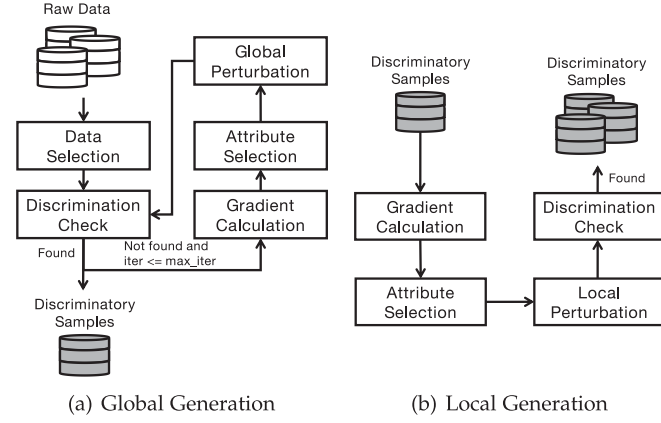 Raw Data
Data
Selection
Discrimination
Check
Found
Discriminatory
Samples
Global
Perturbation
Attribute
Selection
Gradient
Calculation
Not found and
iter <= max_iter
(a) Global Generation
Discriminatory
Samples
Gradient
Calculation
Attribute
Selection
Local
Perturbation
Discrimination
Check
Found
Discriminatory
Samples
(b) Local Generation